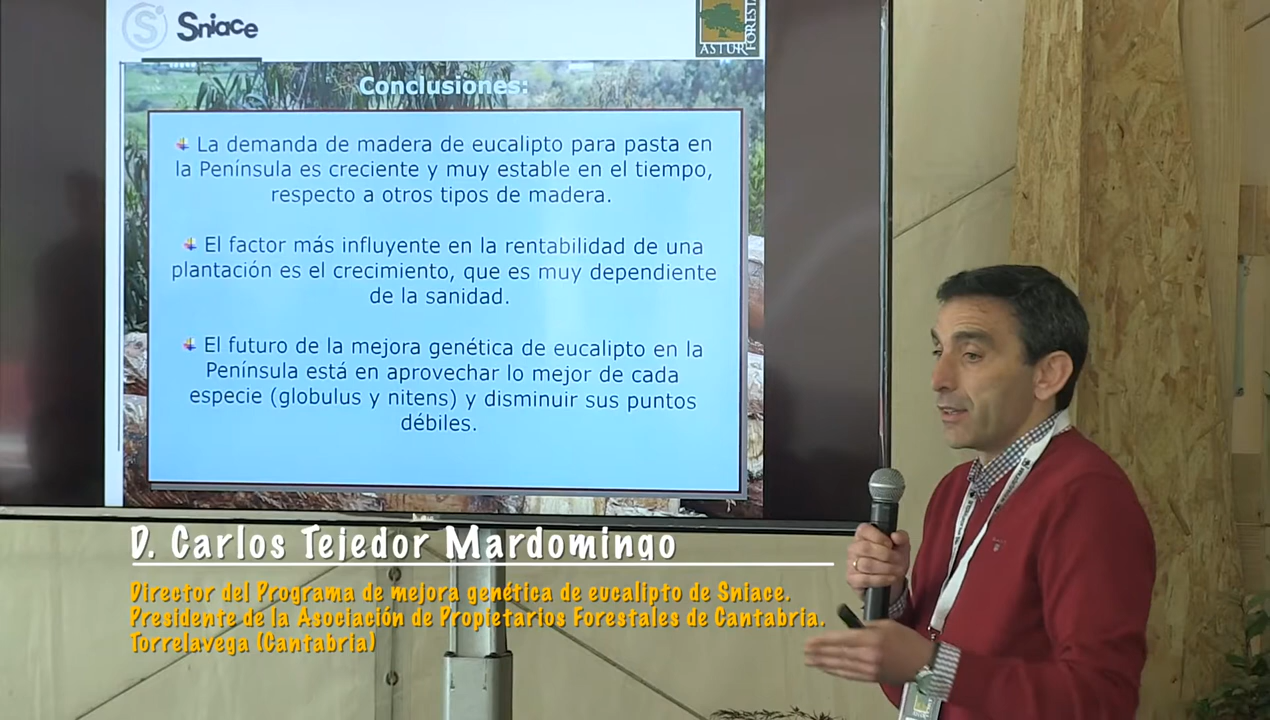 Sniace
ASTUR
FORESTA
Conclusiones:
La demanda de madera de eucalipto para pasta en
la Península es creciente y muy estable en el tiempo,
respecto a otros tipos de madera.
El factor más influyente en la rentabilidad de una
plantación es el crecimiento, que es muy dependiente
de la sanidad.
El futuro de la mejora genética de eucalipto en la
Península está en aprovechar lo mejor de cada
especie (globulus y nitens) y disminuir sus puntos
débiles.
D. Carlos Tejedor Mardomingo
Director del Programa de mejora genética de eucalipto de Sniace.
Presidente de la Asociación de Propietarios Forestales de Cantabria.
Torrelavega (Cantabria)